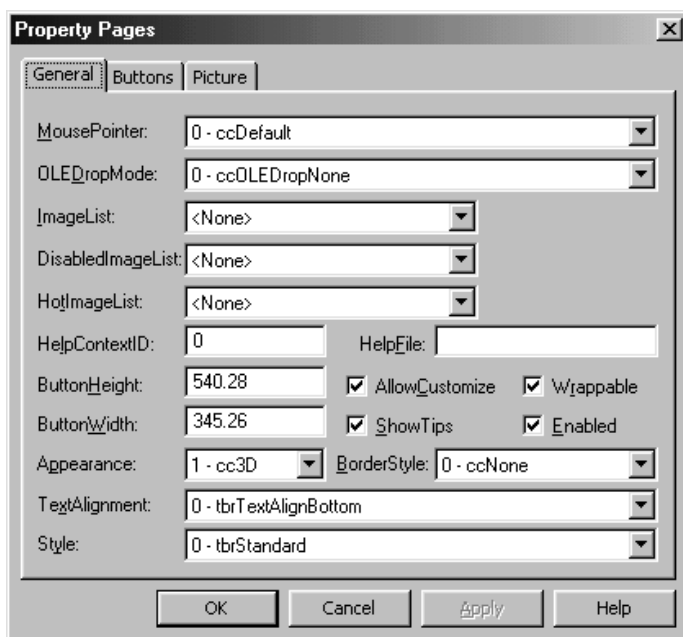 Property Pages
General Buttons Picture
MousePointer: 0 - ccDefault
OLEDropMode: 0 - ccOLEDropNone
ImageList: <None>
DisabledImageList: <None>
HotImageList: <None>
HelpContextID: 0 HelpFile:
ButtonHeight: 540.28 AllowCustomize Wrappable
ButtonWidth: 345.26 ShowTips Enabled
Appearance: 1 - cc3D BorderStyle: 0 - ccNone
TextAlignment: 0 - tbrTextAlignBottom
Style: 0 - tbrStandard
OK Cancel Apply Help